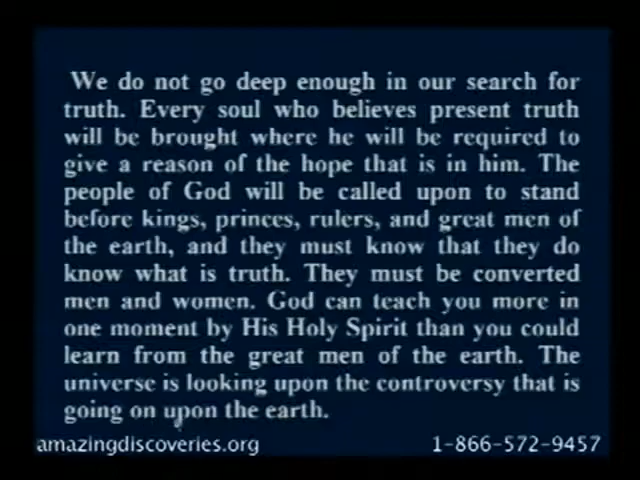 We do not go deep enough in our search for
truth. Every soul who believes present truth
will be brought where he will be required to
give a reason of the hope that is in him. The
people of God will be called upon to stand
before kings, princes, rulers, and great men of
the earth, and they must know that they do
know what is truth. They must be converted
men and women. God can teach you more in
one moment by His Holy Spirit than you could
learn from the great men of the earth. The
universe is looking upon the controversy that is
going on upon the earth.
amazingdiscoveries.org 1-866-572-9457